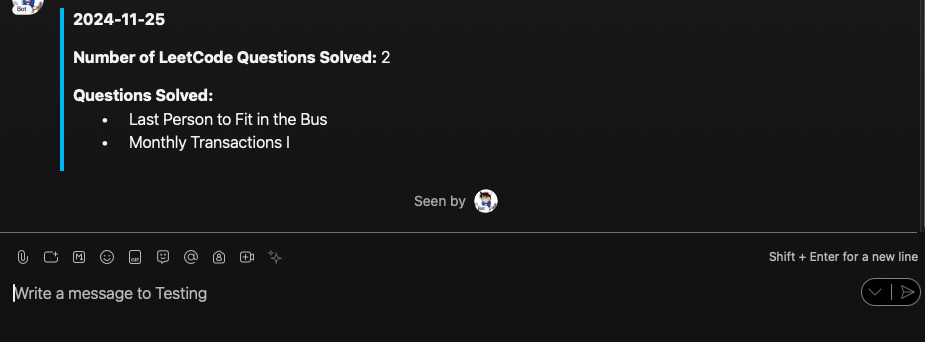 Bot
2024-11-25
Number of LeetCode Questions Solved: 2
Questions Solved:
• Last Person to Fit in the Bus
• Monthly Transactions I
Seen by
M
GIF
@
Shift + Enter for a new line
Write a message to Testing